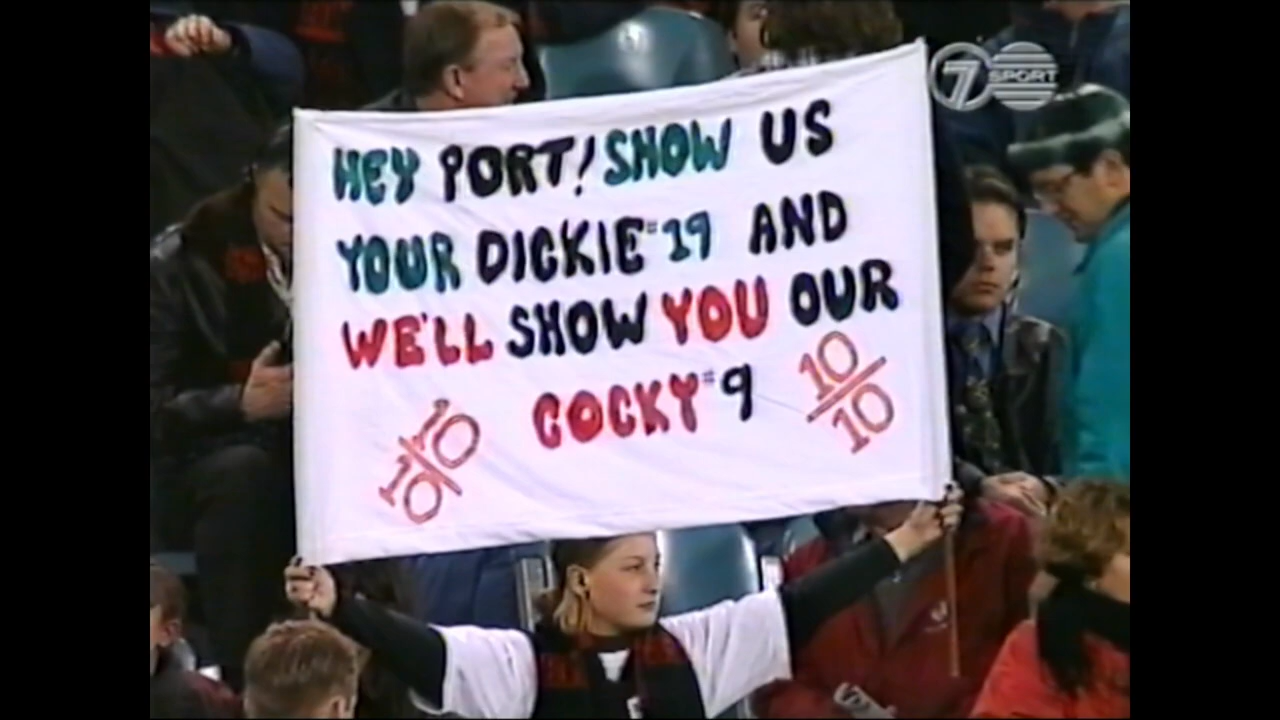 7 SPORT
HEY PORT! SHOW US
YOUR DICKIE #19 AND
WE'LL SHOW YOU OUR
COCKY #9
10/10
10/10